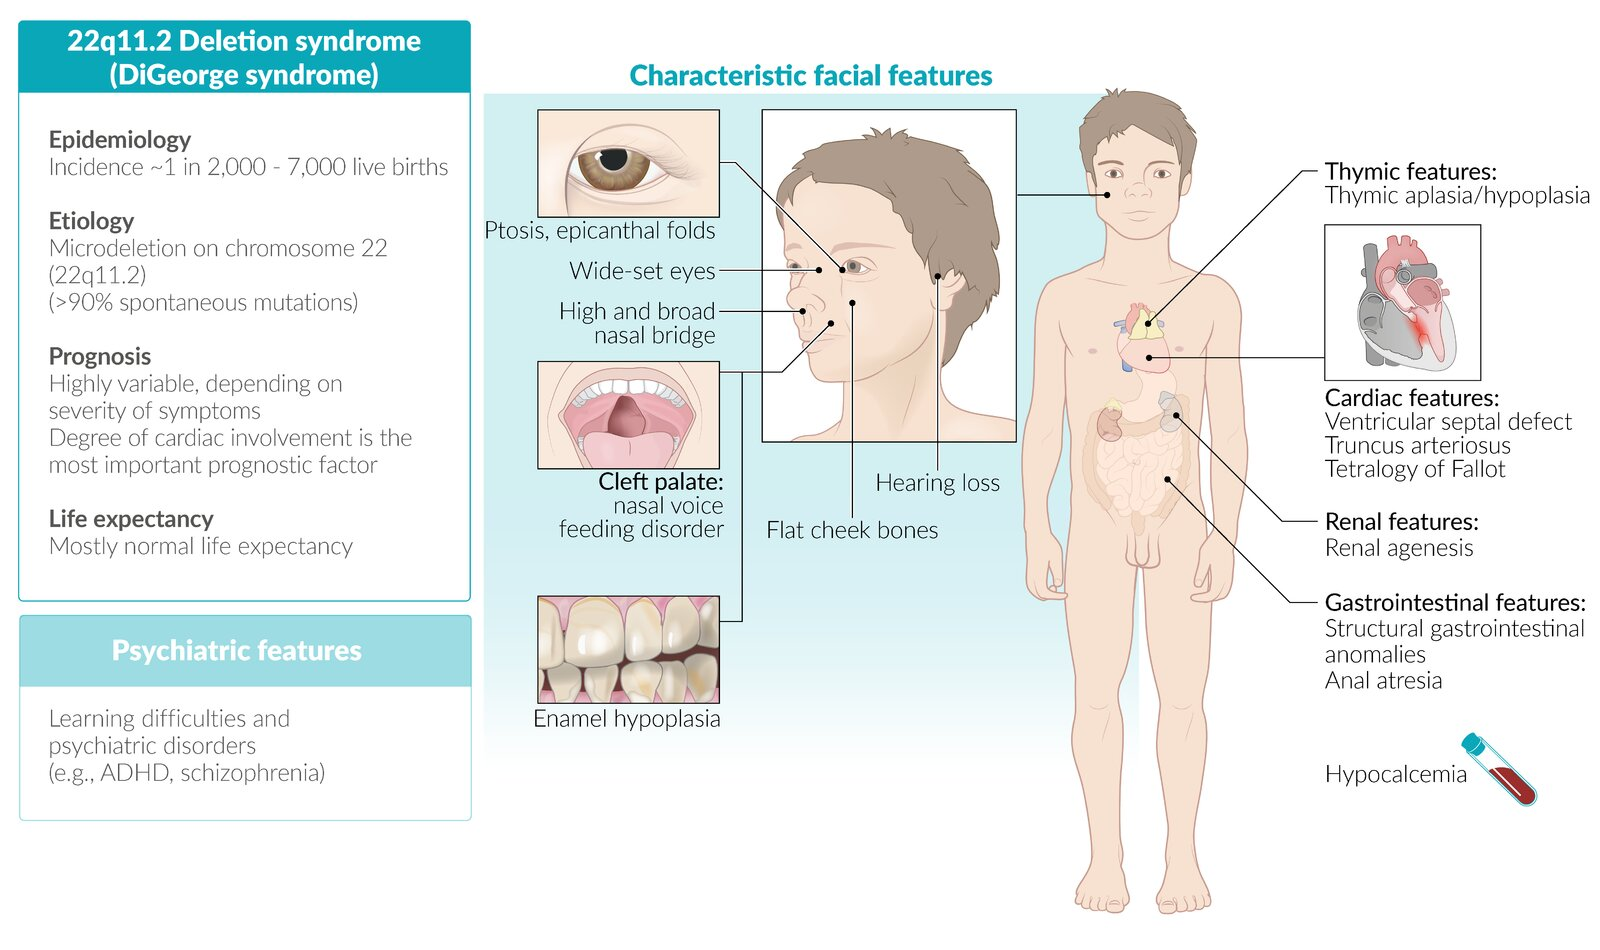 22q11.2 Deletion syndrome
(DiGeorge syndrome)
Epidemiology
Incidence ~1 in 2,000 - 7,000 live births
Etiology
Microdeletion on chromosome 22
(22q11.2)
(>90% spontaneous mutations)
Prognosis
Highly variable, depending on
severity of symptoms
Degree of cardiac involvement is the
most important prognostic factor
Life expectancy
Mostly normal life expectancy
Psychiatric features
Learning difficulties and
psychiatric disorders
(e.g., ADHD, schizophrenia)
Characteristic facial features
Ptosis, epicanthal folds
Wide-set eyes
High and broad
nasal bridge
Cleft palate:
nasal voice
feeding disorder
Enamel hypoplasia
Hearing loss
Flat cheek bones
Thymic features:
Thymic aplasia/hypoplasia
Cardiac features:
Ventricular septal defect
Truncus arteriosus
Tetralogy of Fallot
Renal features:
Renal agenesis
Gastrointestinal features:
Structural gastrointestinal
anomalies
Anal atresia
Hypocalcemia